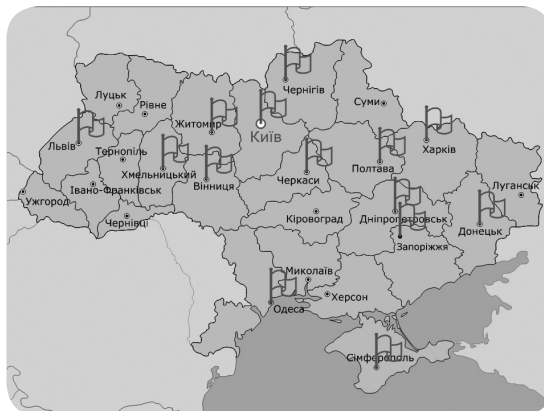 Чернігів
Луцьк
Рівне
Суми
Житомир
Київ
Львів
Тернопіль
Хмельницький
Вінниця
Черкаси
Полтава
Харків
Ужгород
Івано-Франківськ
Чернівці
Кіровоград
Дніпропетровськ
Луганськ
Донецьк
Запоріжжя
Миколаїв
Херсон
Одеса
Сімферополь